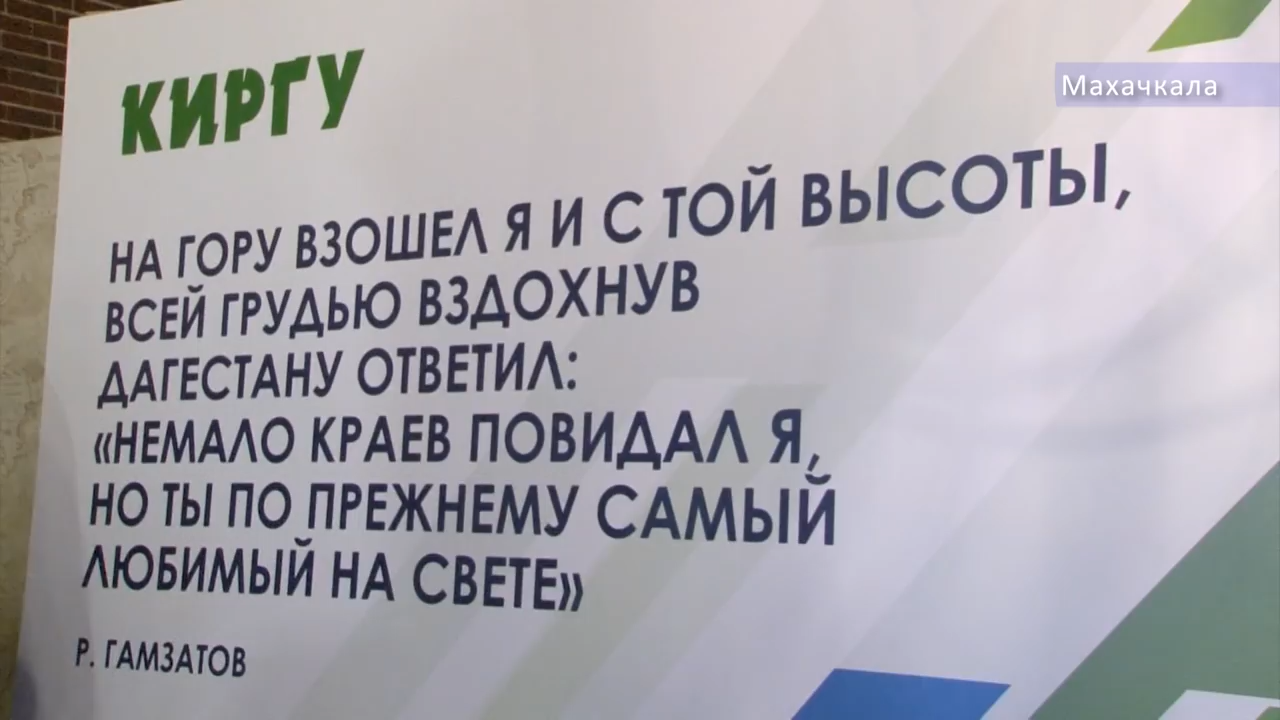 Махачкала
КИРГУ
НА ГОРУ ВЗОШЕЛ Я И С ТОЙ ВЫСОТЫ,
ВСЕЙ ГРУДЬЮ ВЗДОХНУВ
ДАГЕСТАНУ ОТВЕТИЛ:
«НЕМАЛО КРАЕВ ПОВИДАЛ Я,
НО ТЫ ПО ПРЕЖНЕМУ САМЫЙ
ЛЮБИМЫЙ НА СВЕТЕ»
Р. ГАМЗАТОВ